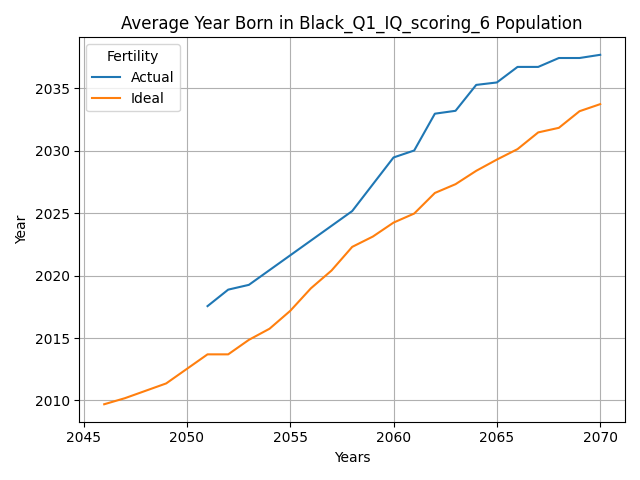 Average Year Born in Black_Q1_IQ_scoring_6 Population
Fertility
Actual
Ideal
Year
2035
2030
2025
2020
2015
2010
2045 2050 2055 2060 2065 2070
Years